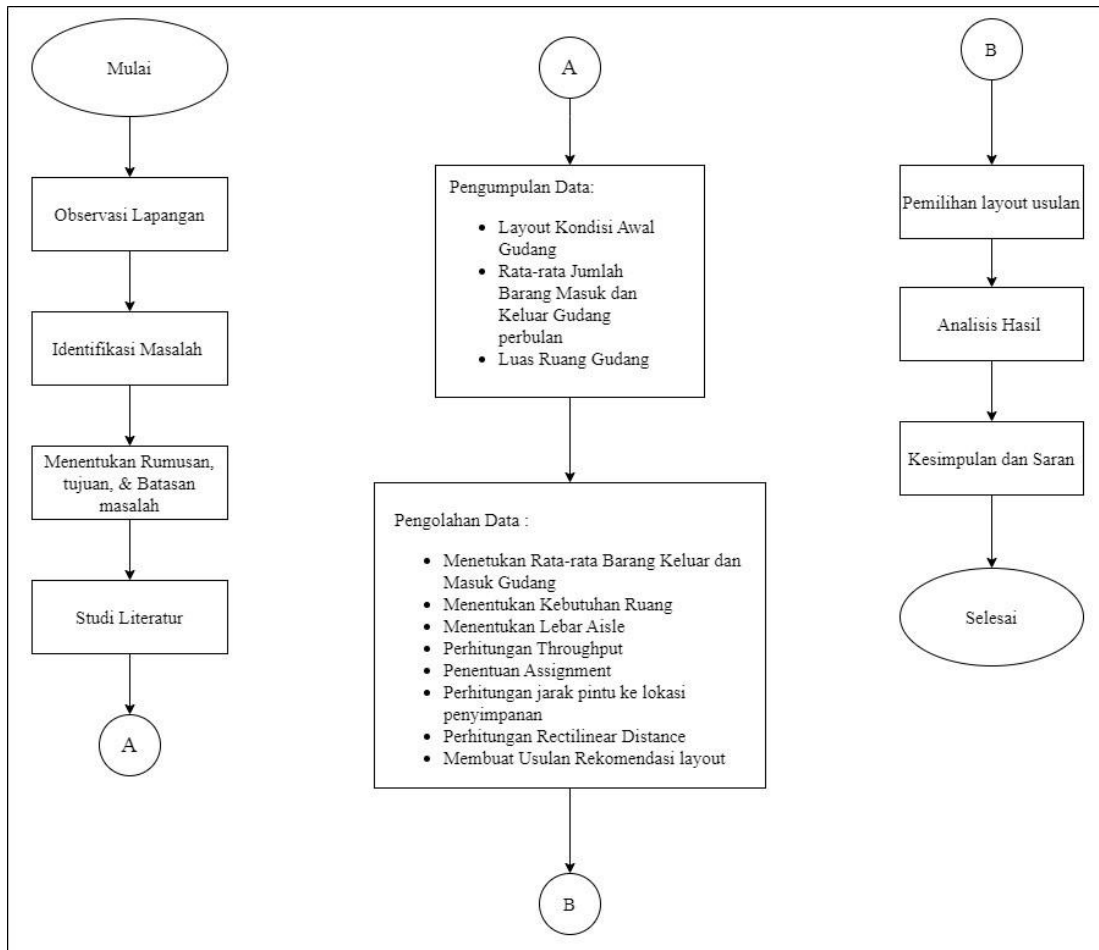 Mulai
Observasi Lapangan
Identifikasi Masalah
Menentukan Rumusan,
tujuan, & Batasan
masalah
Studi Literatur
A
A
Pengumpulan Data:
• Layout Kondisi Awal
Gudang
• Rata-rata Jumlah
Barang Masuk dan
Keluar Gudang
perbulan
• Luas Ruang Gudang
Pengolahan Data :
• Menetukan Rata-rata Barang Keluar dan
Masuk Gudang
• Menentukan Kebutuhan Ruang
• Menentukan Lebar Aisle
• Perhitungan Throughput
• Penentuan Assignment
• Perhitungan jarak pintu ke lokasi
penyimpanan
• Perhitungan Rectilinear Distance
• Membuat Usulan Rekomendasi layout
B
B
Pemilihan layout usulan
Analisis Hasil
Kesimpulan dan Saran
Selesai